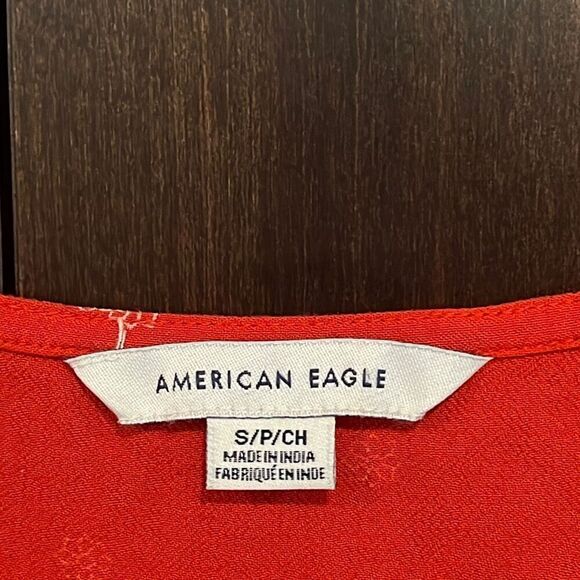 AMERICAN EAGLE
S/P/CH
MADE IN INDIA
FABRIQUÉ EN INDE